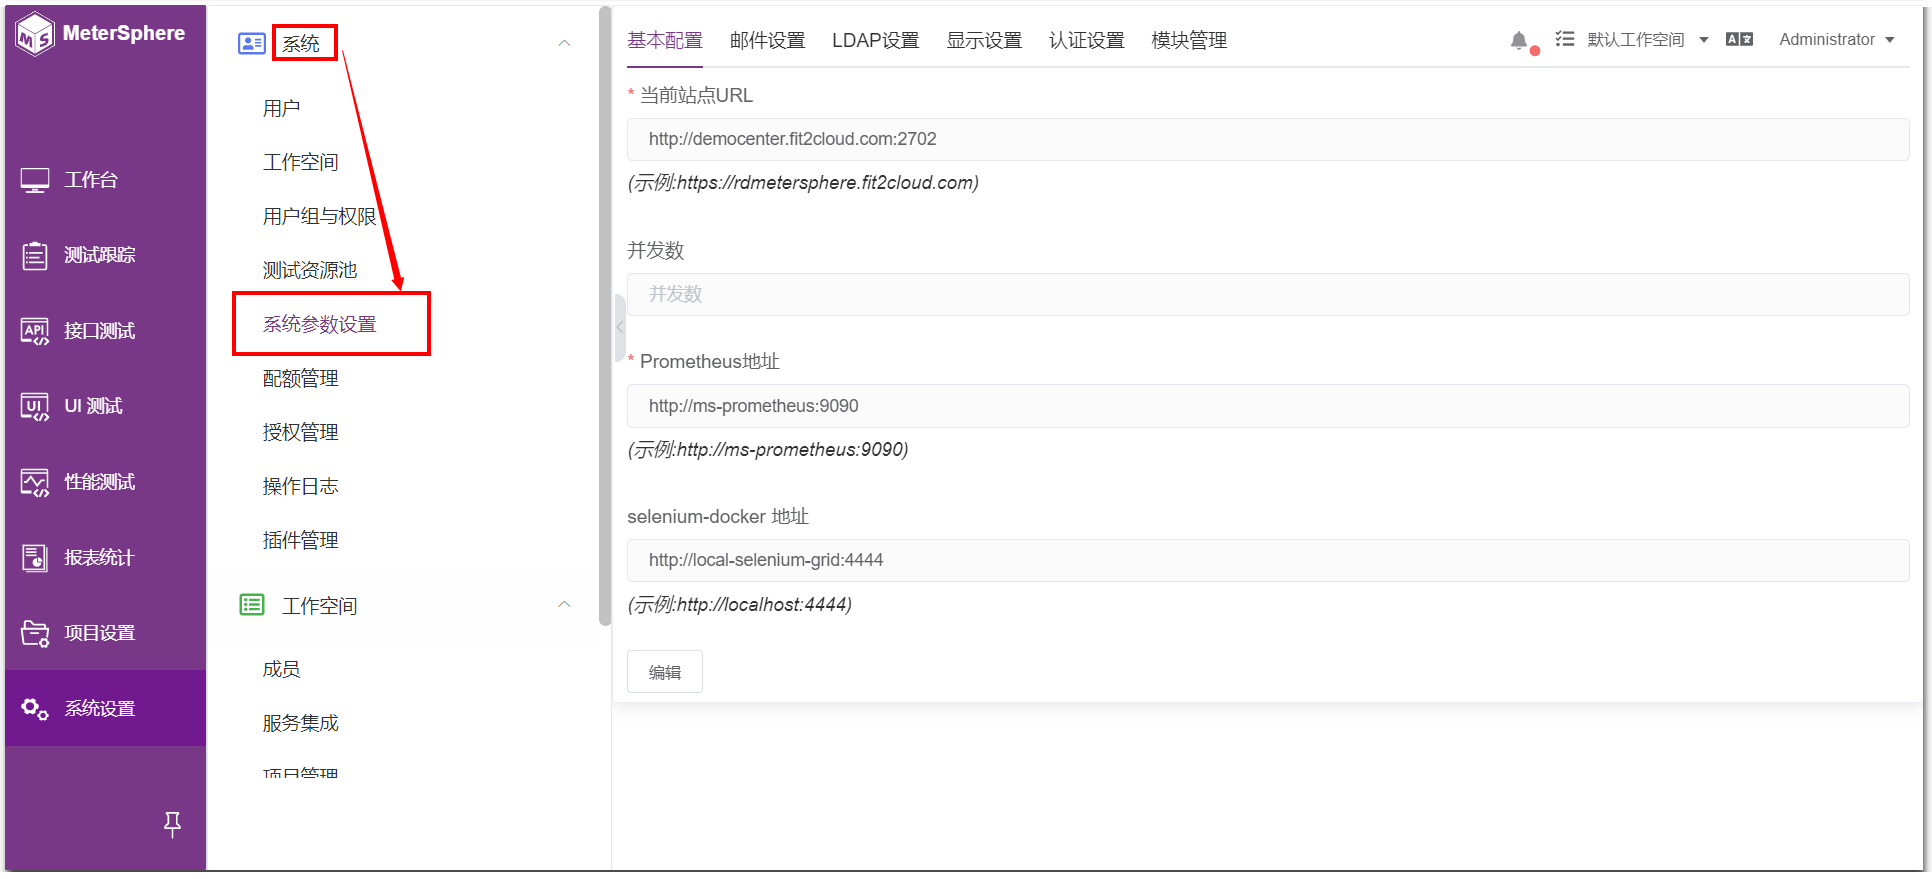 MeterSphere
工作台
测试跟踪
API
接口测试
UI
UI 测试
性能测试
报表统计
项目设置
系统设置
系统
用户
工作空间
用户组与权限
测试资源池
系统参数设置
配额管理
授权管理
操作日志
插件管理
工作空间
成员
服务集成
项目管理
基本配置 邮件设置 LDAP设置 显示设置 认证设置 模块管理
默认工作空间 Administrator
* 当前站点URL
http://democenter.fit2cloud.com:2702
(示例:https://rdmetersphere.fit2cloud.com)
并发数
并发数
* Prometheus地址
http://ms-prometheus:9090
(示例:http://ms-prometheus:9090)
selenium-docker 地址
http://local-selenium-grid:4444
(示例:http://localhost:4444)
编辑